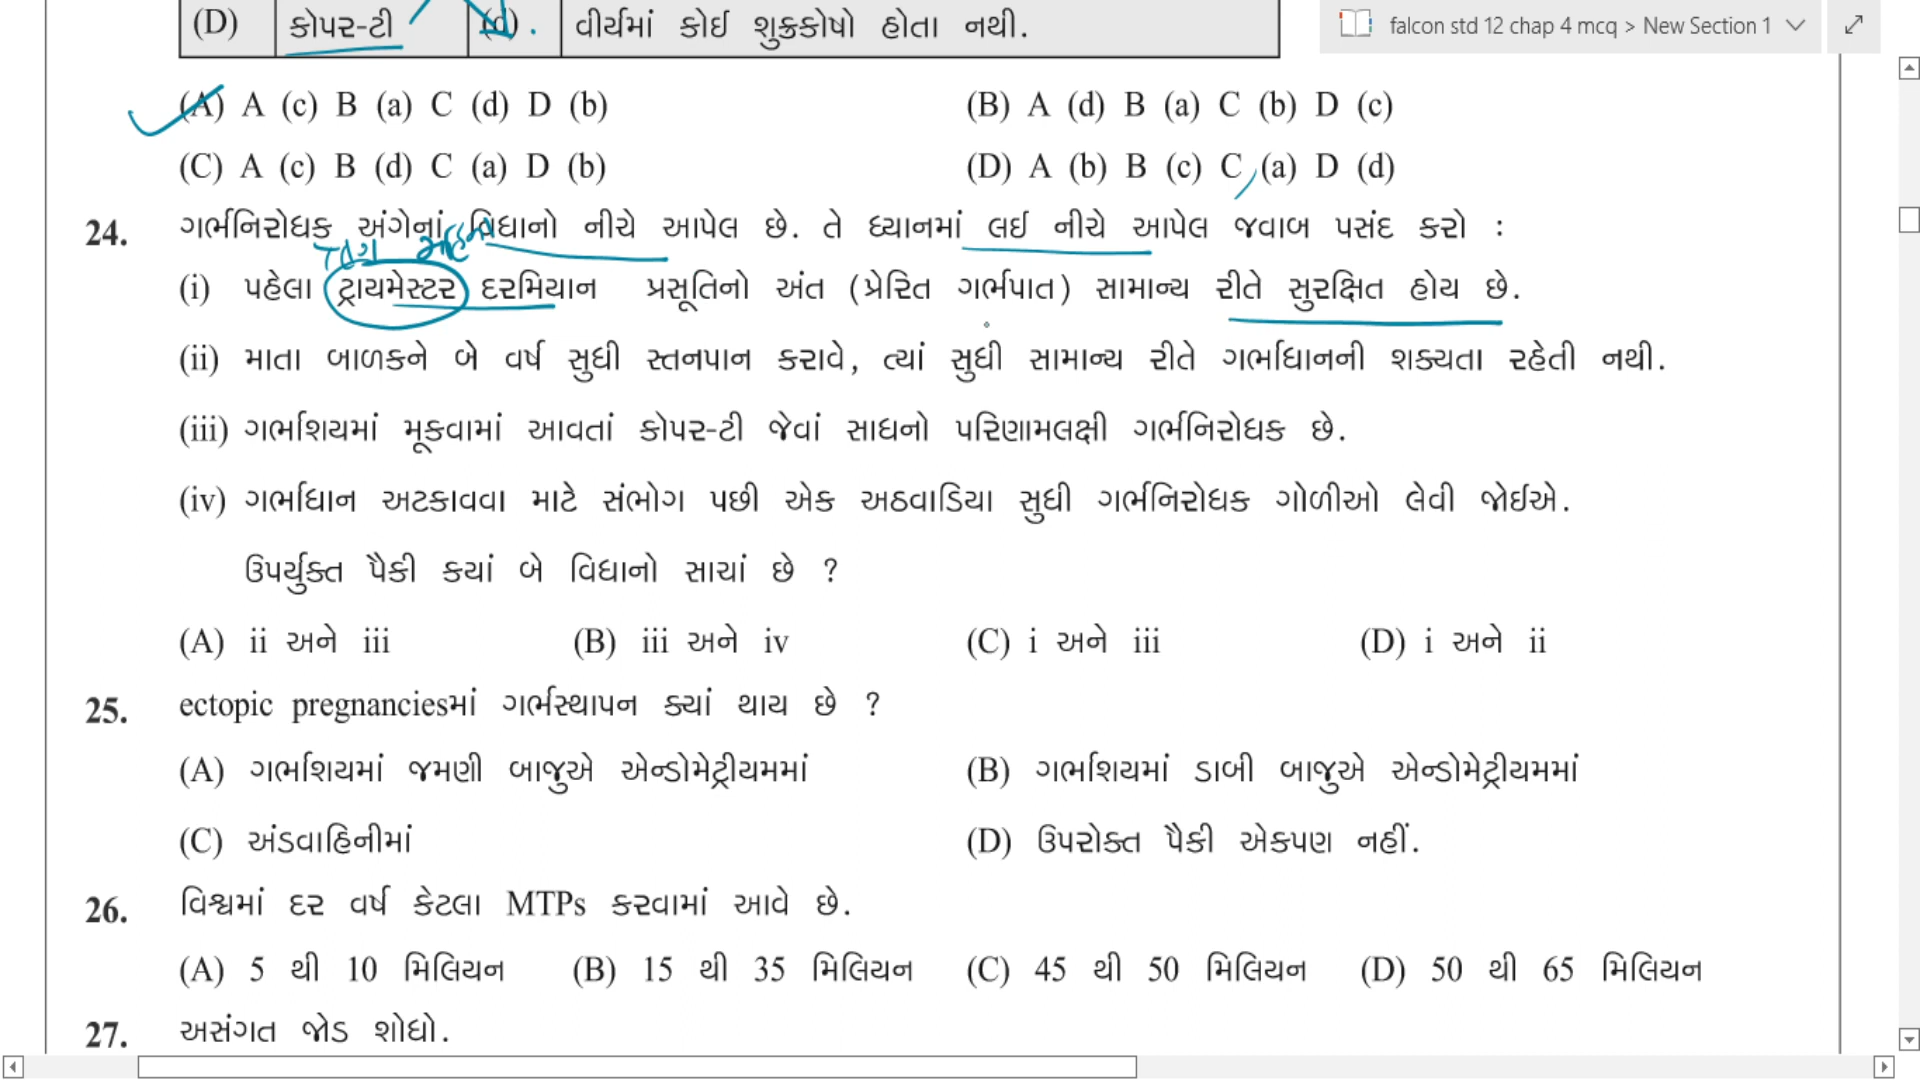 (D) કોપર-ટી (d). વીર્યમાં કોઈ શુક્રકોષો હોતા નથી.
falcon std 12 chap 4 mcq > New Section 1
(A) A (c) B (a) C (d) D (b) (B) A (d) B (a) C (b) D (c)
(C) A (c) B (d) C (a) D (b) (D) A (b) B (c) C (a) D (d)
24. ગર્ભનિરોધક અંગેનાં વિધાનો નીચે આપેલ છે. તે ધ્યાનમાં લઈ નીચે આપેલ જવાબ પસંદ કરો :
(i) પહેલા ટ્રાયમેસ્ટર દરમિયાન પ્રસૂતિનો અંત (પ્રેરિત ગર્ભપાત) સામાન્ય રીતે સુરક્ષિત હોય છે.
(ii) માતા બાળકને બે વર્ષ સુધી સ્તનપાન કરાવે, ત્યાં સુધી સામાન્ય રીતે ગર્ભાધાનની શક્યતા રહેતી નથી.
(iii) ગર્ભાશયમાં મૂકવામાં આવતાં કોપર-ટી જેવાં સાધનો પરિણામલક્ષી ગર્ભનિરોધક છે.
(iv) ગર્ભાધાન અટકાવવા માટે સંભોગ પછી એક અઠવાડિયા સુધી ગર્ભનિરોધક ગોળીઓ લેવી જોઈએ.
ઉપર્યુક્ત પૈકી કયાં બે વિધાનો સાચાં છે ?
(A) ii અને iii (B) iii અને iv (C) i અને iii (D) i અને ii
25. ectopic pregnanciesમાં ગર્ભસ્થાપન ક્યાં થાય છે ?
(A) ગર્ભાશયમાં જમણી બાજુએ એન્ડોમેટ્રીયમમાં (B) ગર્ભાશયમાં ડાબી બાજુએ એન્ડોમેટ્રીયમમાં
(C) અંડવાહિનીમાં (D) ઉપરોક્ત પૈકી એકપણ નહીં.
26. વિશ્વમાં દર વર્ષ કેટલા MTPs કરવામાં આવે છે.
(A) 5 થી 10 મિલિયન (B) 15 થી 35 મિલિયન (C) 45 થી 50 મિલિયન (D) 50 થી 65 મિલિયન
27. અસંગત જોડ શોધો.